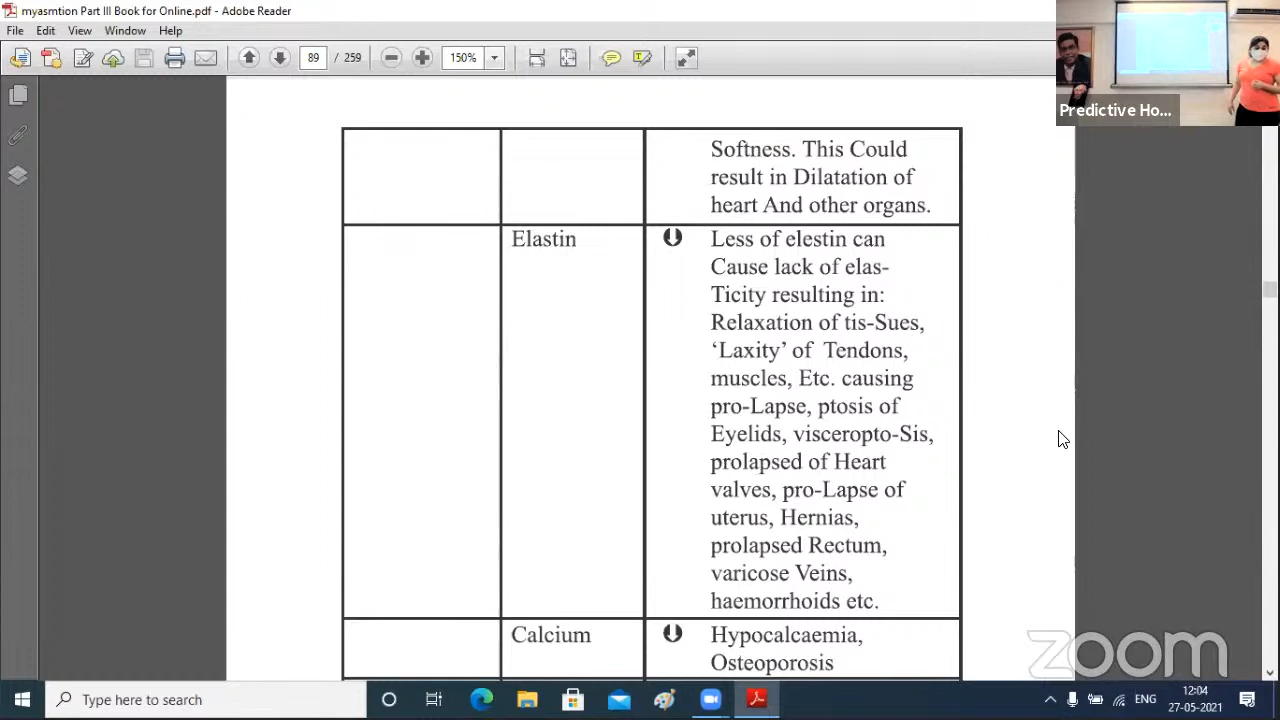 myasmtion Part III Book for Online.pdf - Adobe Reader
File Edit View Window Help
89 / 259 150%
Predictive Ho...
Softness. This Could
result in Dilatation of
heart And other organs.
Elastin Less of elestin can
Cause lack of elas-
Ticity resulting in:
Relaxation of tis-Sues,
‘Laxity’ of Tendons,
muscles, Etc. causing
pro-Lapse, ptosis of
Eyelids, visceropto-Sis,
prolapsed of Heart
valves, pro-Lapse of
uterus, Hernias,
prolapsed Rectum,
varicose Veins,
haemorrhoids etc.
Calcium Hypocalcaemia,
Osteoporosis
zoom
Type here to search
ENG
12:04
27-05-2021